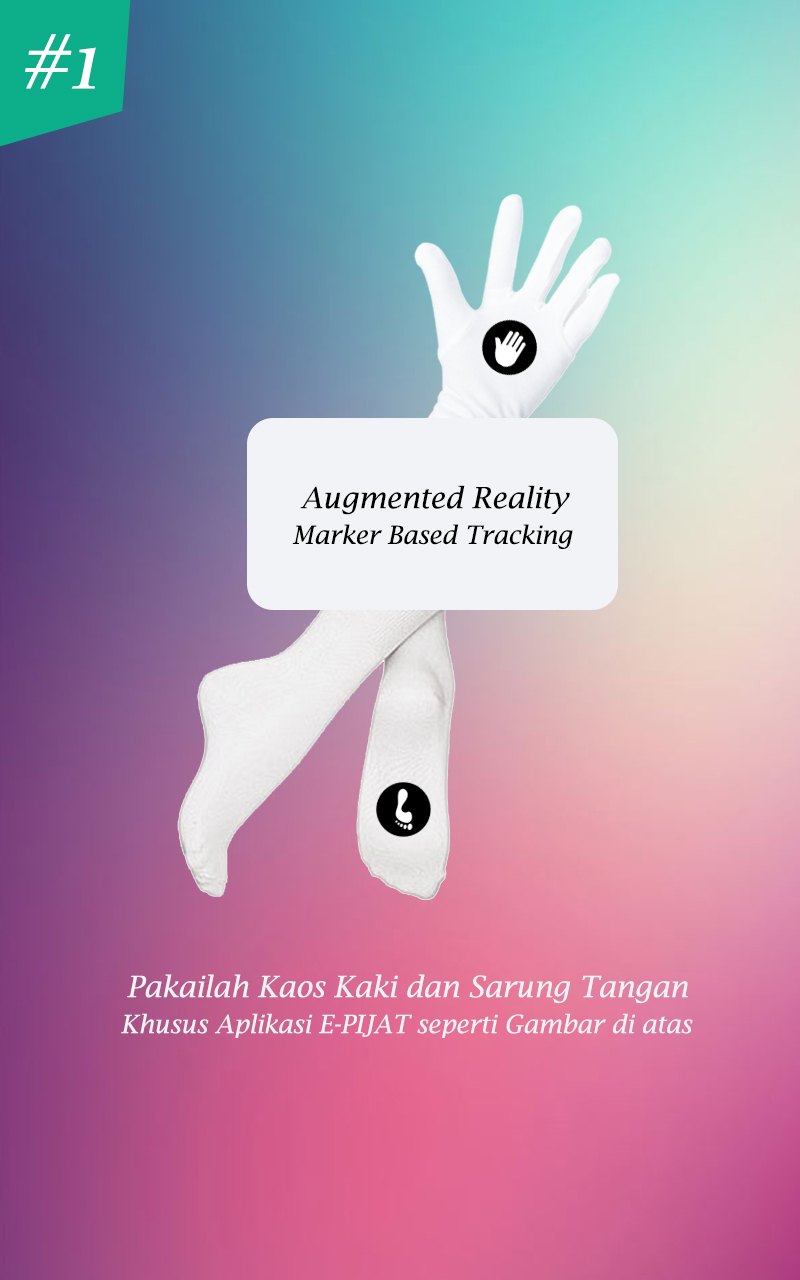 #1
Augmented Reality
Marker Based Tracking
Pakailah Kaos Kaki dan Sarung Tangan
Khusus Aplikasi E-PIJAT seperti Gambar di atas